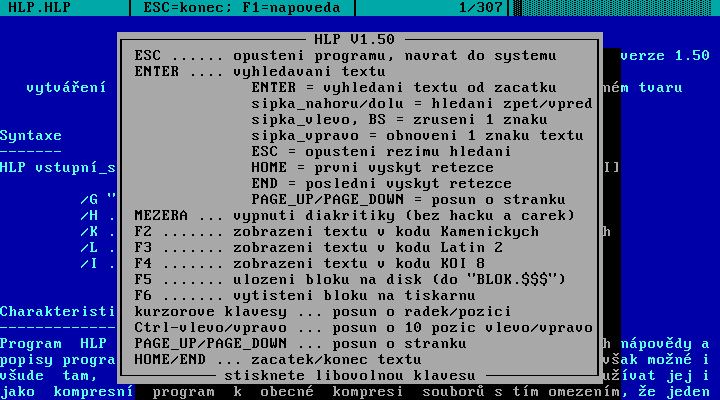 HLP.HLP ESC=konec; F1=napoveda 1/307
HLP V1.50
ESC ...... opusteni programu, navrat do systemu
verze 1.50
ENTER .... vyhledavani textu
vytváření ENTER = vyhledani textu od zacatku ném tvaru
sipka_nahoru/dolu = hledani zpet/vpred
sipka_vlevo, BS = zruseni 1 znaku
Syntaxe sipka_vpravo = obnoveni 1 znaku textu
------- ESC = opusteni rezimu hledani
HLP vstupní_s HOME = prvni vyskyt retezce I]
END = posledni vyskyt retezce
/G " PAGE_UP/PAGE_DOWN = posun o stranku
/H . MEZERA ... vypnuti diakritiky (bez hacku a carek)
/K . F2 ....... zobrazeni textu v kodu Kamenickych h
/L . F3 ....... zobrazeni textu v kodu Latin 2
/I . F4 ....... zobrazeni textu v kodu KOI 8
F5 ....... ulozeni bloku na disk (do "BLOK.$$$")
F6 ....... vytisteni bloku na tiskarnu
Charakteristi kurzorove klavesy ... posun o radek/pozici
------------- Ctrl-vlevo/vpravo ... posun o 10 pozic vlevo/vpravo
Program HLP PAGE_UP/PAGE_DOWN ... posun o stranku h nápovědy a
popisy progra HOME/END ... zacatek/konec textu však možné i
všude tam, stisknete libovolnou klavesu užívat jej i
jako kompresní program k obecné kompresi souborů s tím omezením, že jeden